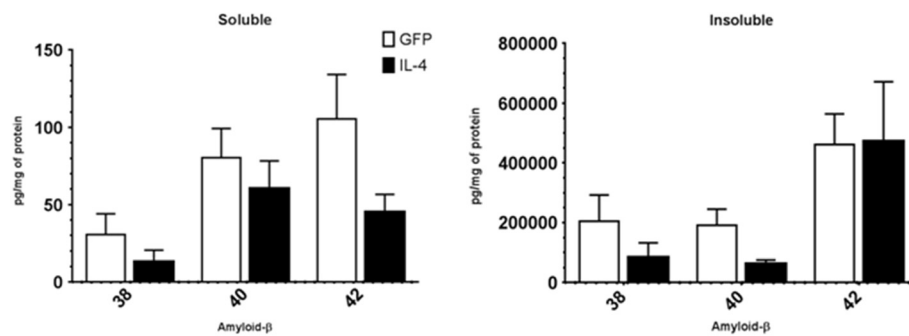 Soluble
150
100
50
0
pg/mg of protein
38
40
42
Amyloid-β
GFP
IL-4
Insoluble
800000
600000
400000
200000
0
pg/mg of protein
38
40
42
Amyloid-β